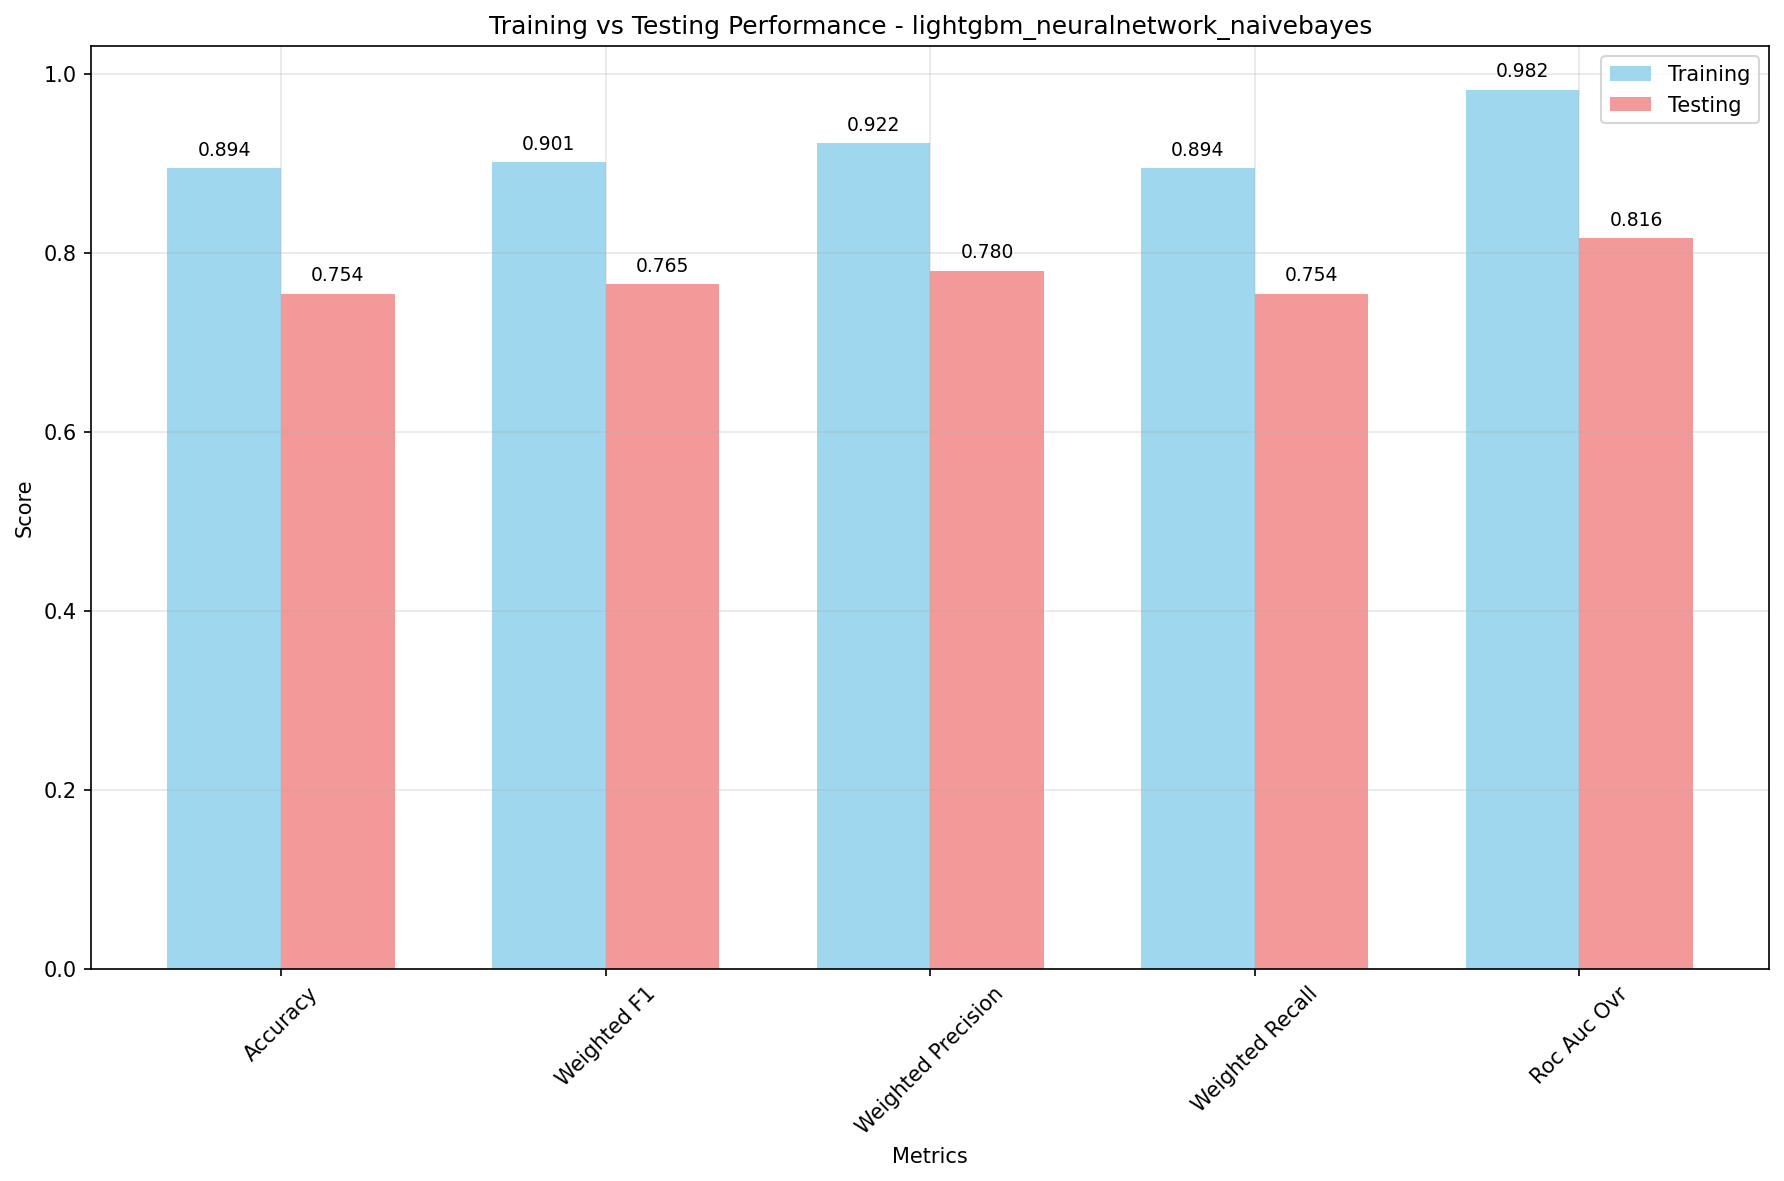 Training vs Testing Performance - lightgbm_neuralnetwork_naivebayes
Training
Testing
Score
1.0
0.8
0.6
0.4
0.2
0.0
0.894
0.754
0.901
0.765
0.922
0.780
0.894
0.754
0.982
0.816
Accuracy
Weighted F1
Weighted Precision
Weighted Recall
Roc Auc Ovr
Metrics